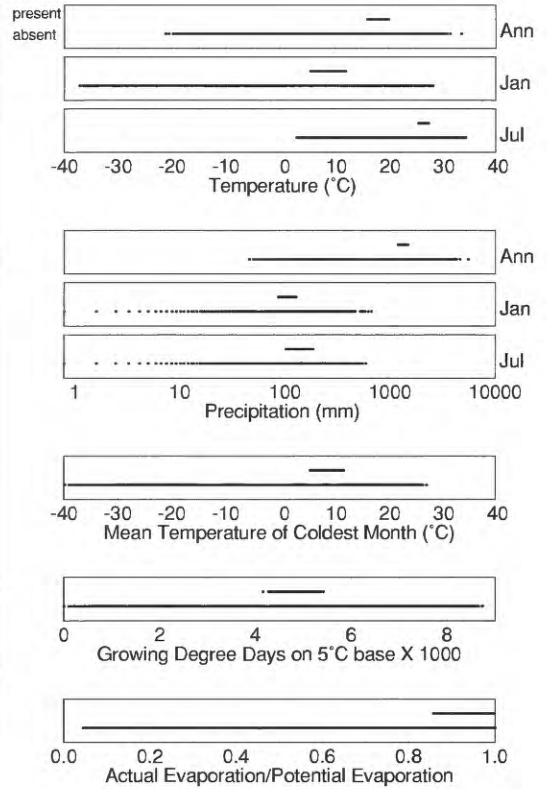 present
absent
Ann
Jan
Jul
-40 -30 -20 -10 0 10 20 30 40
Temperature (°C)
Ann
Jan
Jul
1 10 100 1000 10000
Precipitation (mm)
-40 -30 -20 -10 0 10 26 30 40
Mean Temperature of Coldest Month (°C)
0 2 4 6 8
Growing Degree Days on 5°C base X 1000
0.0 0.2 0.4 0.6 0.8 1.0
Actual Evaporation/Potential Evaporation